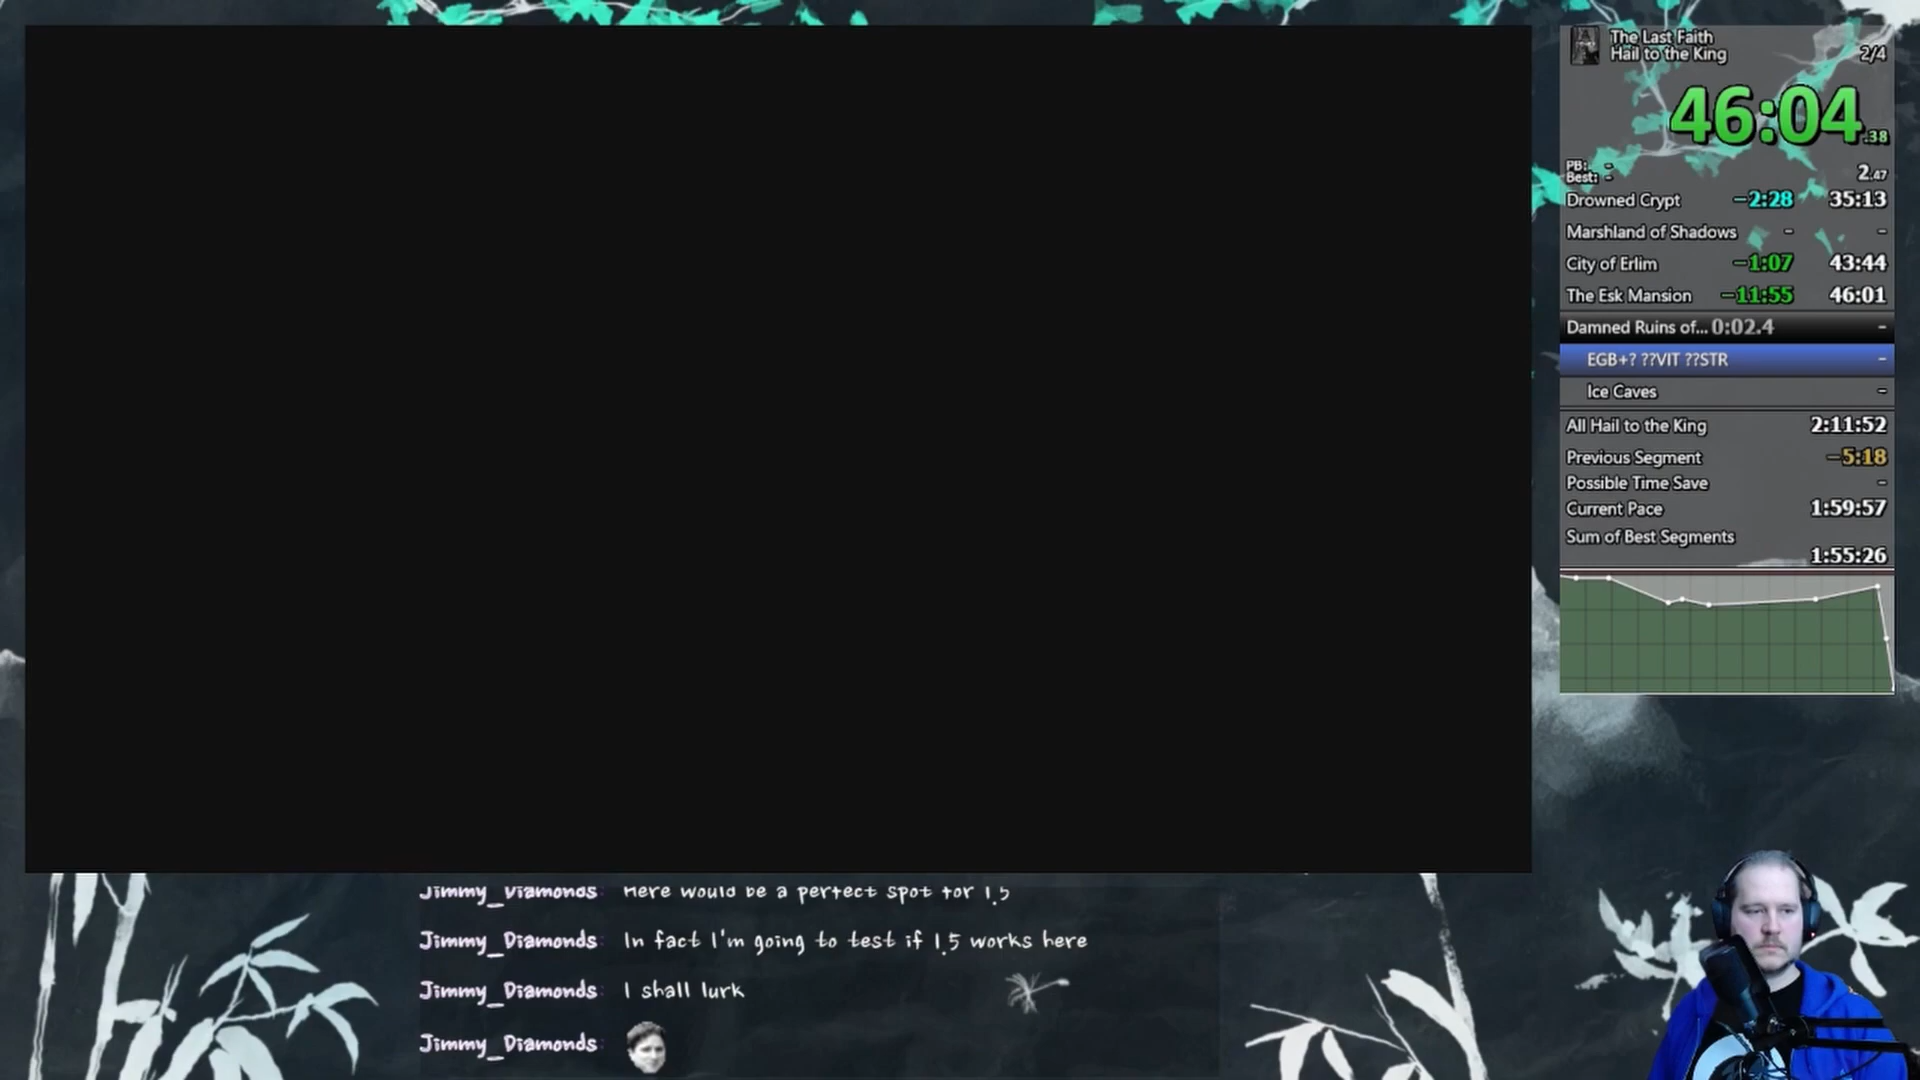 The Last Faith
Hail to the King 2/4
46:04.38
PB: -
Best: - 2.47
Drowned Crypt −2:28 35:13
Marshland of Shadows - -
City of Erlim −1:07 43:44
The Esk Mansion −11:55 46:01
Damned Ruins of... 0:02.4 -
EGB+? ??VIT ??STR -
Ice Caves -
All Hail to the King 2:11:52
Previous Segment −5:18
Possible Time Save -
Current Pace 1:59:57
Sum of Best Segments
1:55:26
Jimmy_Diamonds: Here would be a perfect spot for 1.5
Jimmy_Diamonds: In fact I'm going to test if 1.5 works here
Jimmy_Diamonds: I shall lurk
Jimmy_Diamonds: